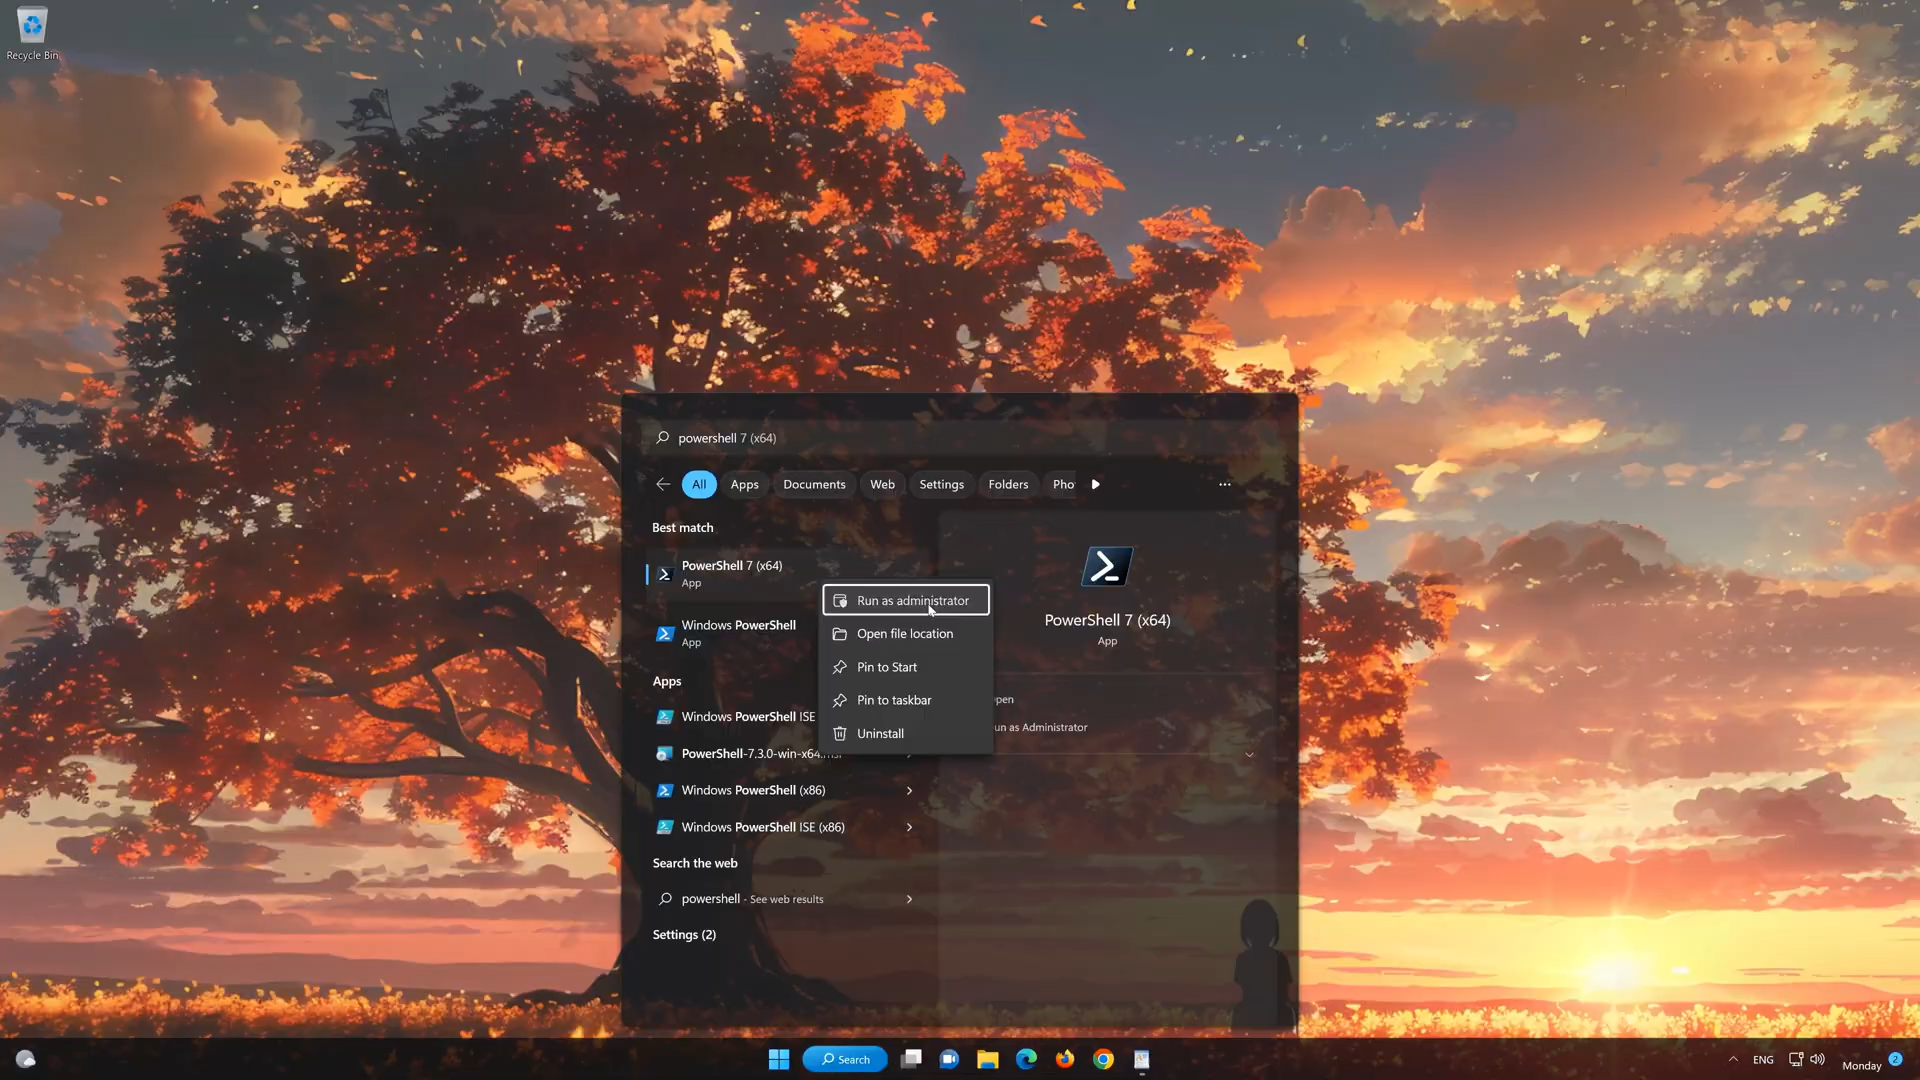 Recycle Bin
powershell 7 (x64)
All
Apps
Documents
Web
Settings
Folders
Pho
Best match
PowerShell 7 (x64)
App
Windows PowerShell
App
Apps
Windows PowerShell ISE
PowerShell-7.3.0-win-x64.msi
Windows PowerShell (x86)
Windows PowerShell ISE (x86)
Search the web
powershell - See web results
Settings (2)
Run as administrator
Open file location
Pin to Start
Pin to taskbar
Uninstall
PowerShell 7 (x64)
App
pen
un as Administrator
Search
ENG
Monday
2